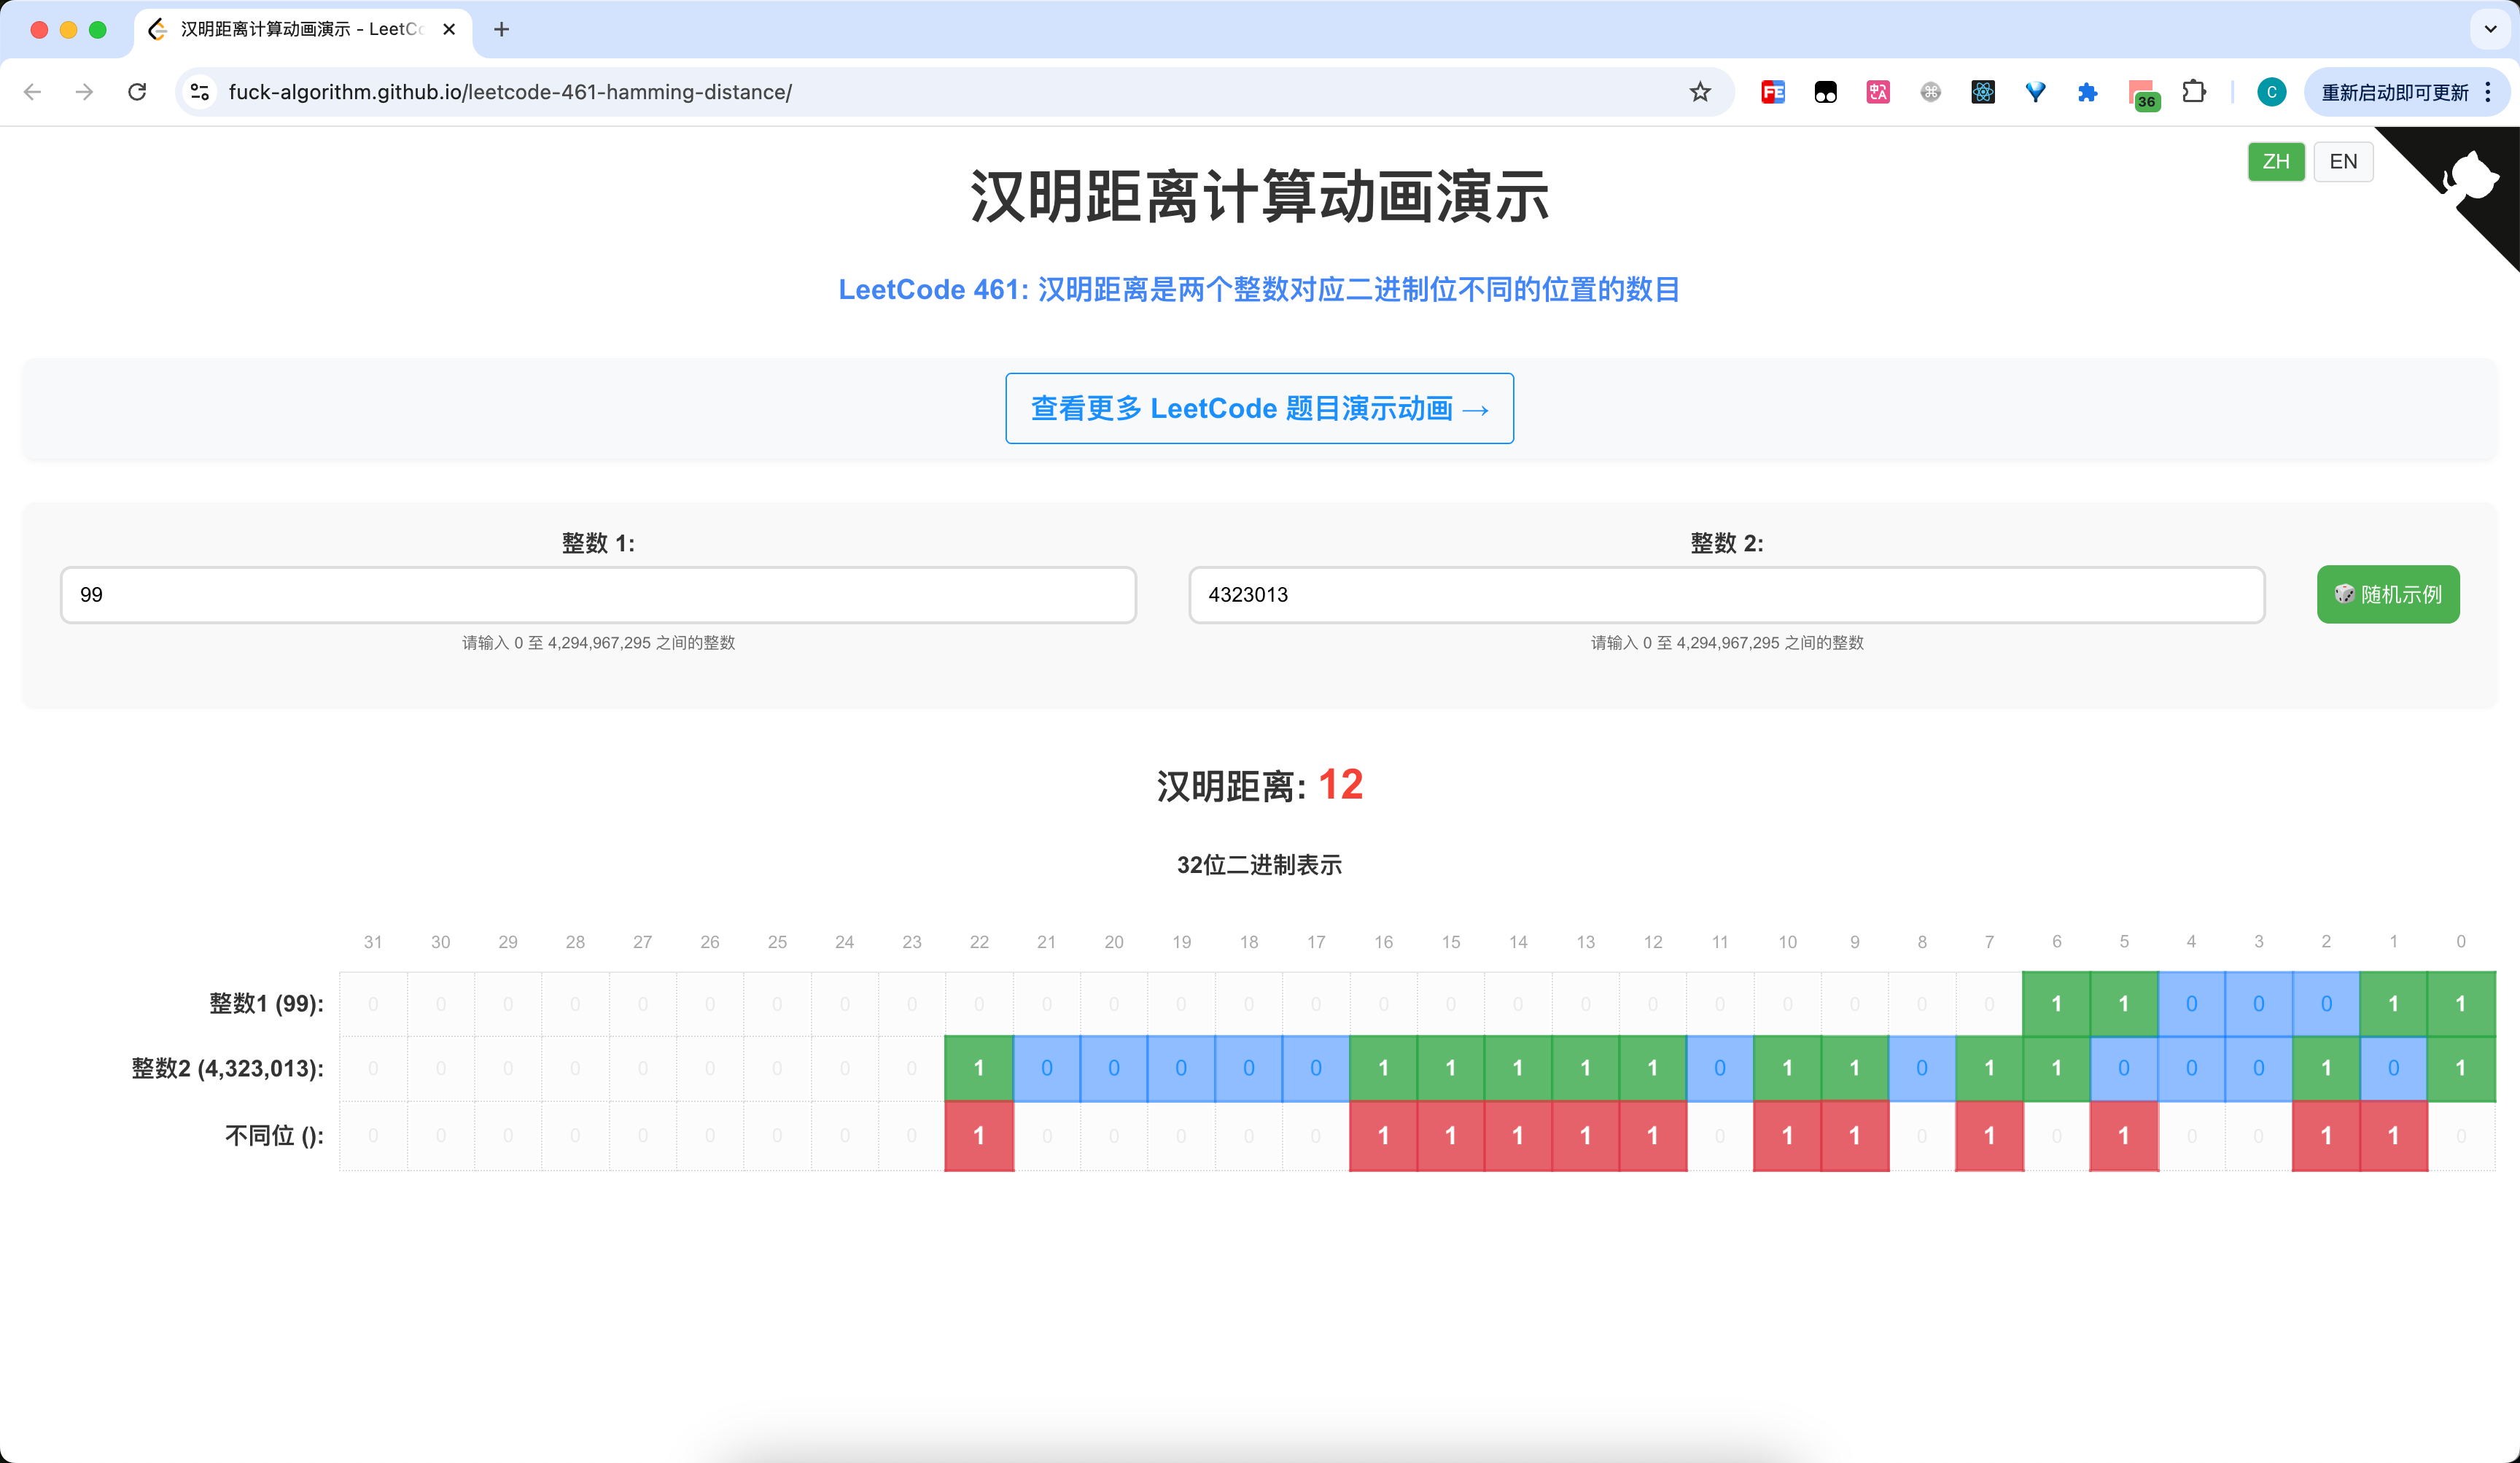 汉明距离计算动画演示 - LeetCo
fuck-algorithm.github.io/leetcode-461-hamming-distance/
36
C
重新启动即可更新
ZH
EN
汉明距离计算动画演示
LeetCode 461: 汉明距离是两个整数对应二进制位不同的位置的数目
查看更多 LeetCode 题目演示动画 →
整数 1:
整数 2:
99
4323013
随机示例
请输入 0 至 4,294,967,295 之间的整数
请输入 0 至 4,294,967,295 之间的整数
汉明距离: 12
32位二进制表示
31 30 29 28 27 26 25 24 23 22 21 20 19 18 17 16 15 14 13 12 11 10 9 8 7 6 5 4 3 2 1 0
整数1 (99): 0 0 0 0 0 0 0 0 0 0 0 0 0 0 0 0 0 0 0 0 0 0 0 0 0 1 1 0 0 0 1 1
整数2 (4,323,013): 0 0 0 0 0 0 0 0 0 1 0 0 0 0 0 1 1 1 1 1 0 1 1 0 1 1 0 0 0 1 0 1
不同位 (): 0 0 0 0 0 0 0 0 0 1 0 0 0 0 0 1 1 1 1 1 0 1 1 0 1 0 1 0 0 1 1 0